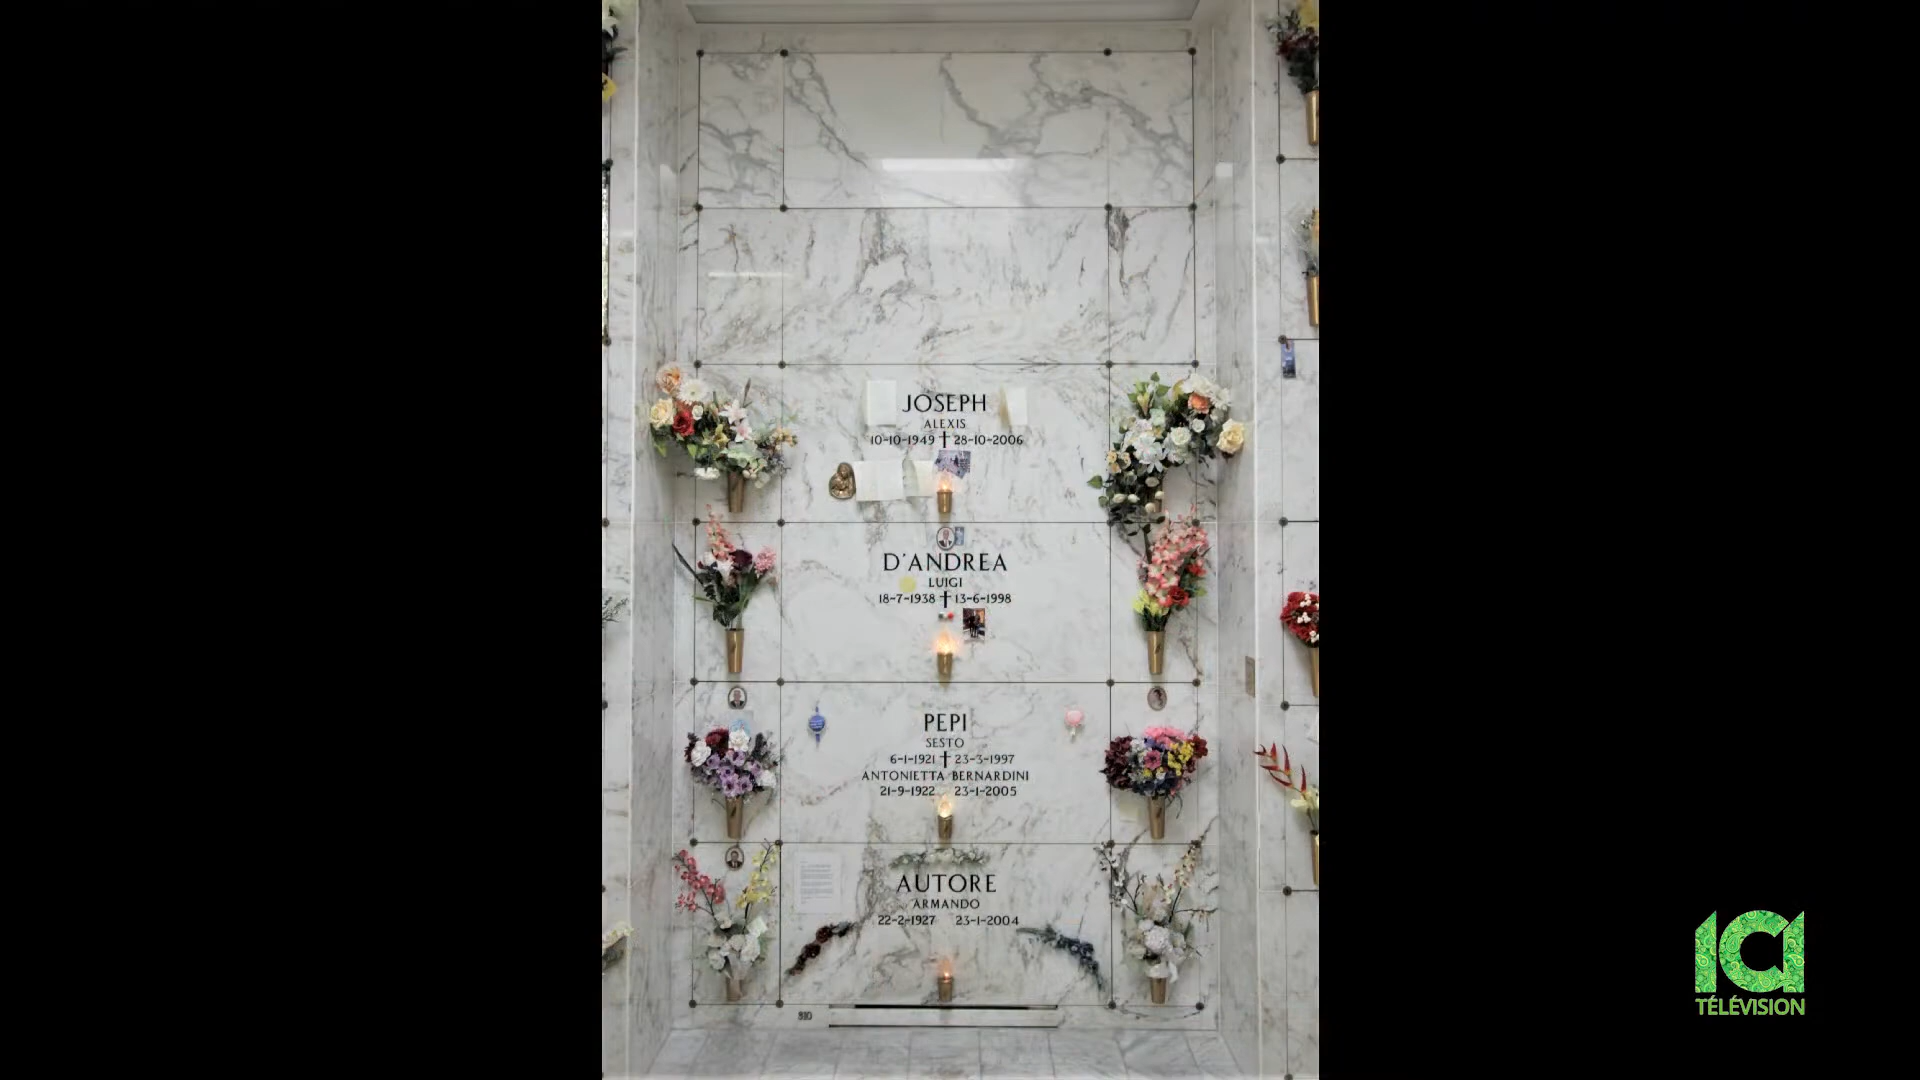 JOSEPH
ALEXIS
10-10-1949 † 28-10-2006
D'ANDREA
LUIGI
18-7-1938 † 13-6-1998
PEPI
SESTO
6-1-1921 † 23-3-1997
ANTONIETTA BERNARDINI
21-9-1922 23-1-2005
AUTORE
ARMANDO
22-2-1927 23-1-2004
ICI
TÉLÉVISION